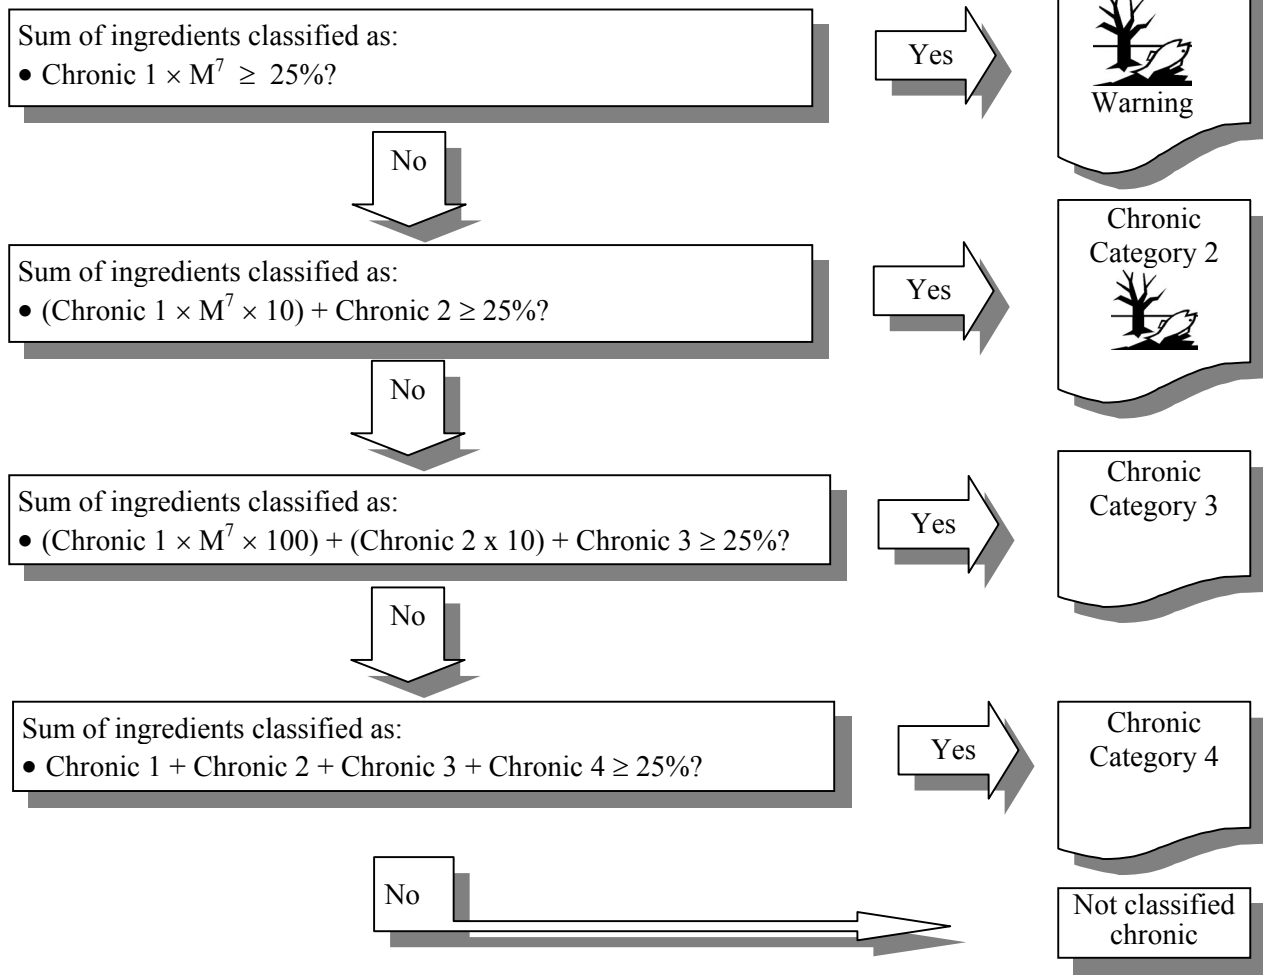 Sum of ingredients classified as:
• Chronic 1 × M⁷ ≥ 25%?
Yes
Warning
No
Chronic
Category 2
Sum of ingredients classified as:
• (Chronic 1 × M⁷ × 10) + Chronic 2 ≥ 25%?
Yes
No
Chronic
Category 3
Sum of ingredients classified as:
• (Chronic 1 × M⁷ × 100) + (Chronic 2 x 10) + Chronic 3 ≥ 25%?
Yes
No
Sum of ingredients classified as:
• Chronic 1 + Chronic 2 + Chronic 3 + Chronic 4 ≥ 25%?
Yes
Chronic
Category 4
No
Not classified
chronic